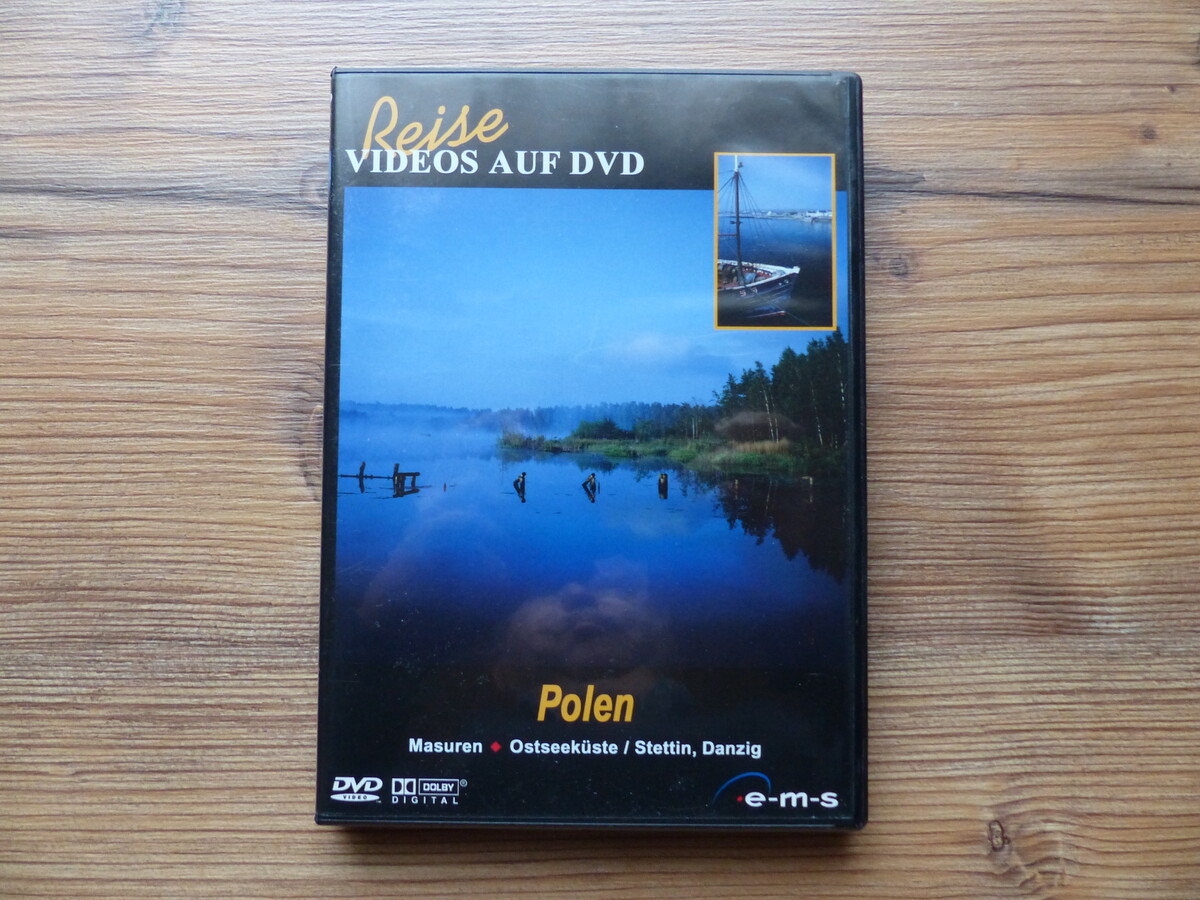 Reise
VIDEOS AUF DVD
Polen
Masuren ◆ Ostseeküste / Stettin, Danzig
DVD
VIDEO
DOLBY®
DIGITAL
e-m-s